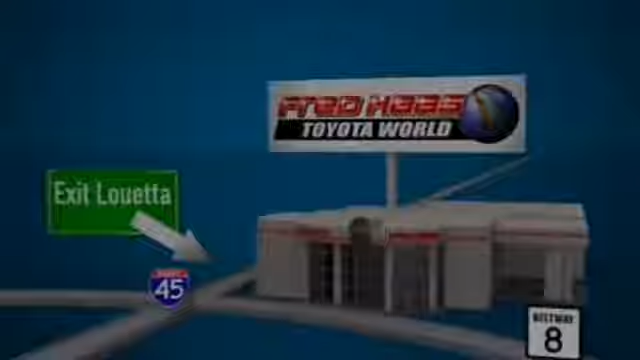 FRED HAAS
TOYOTA WORLD
Exit Louetta
45
BELTWAY
8